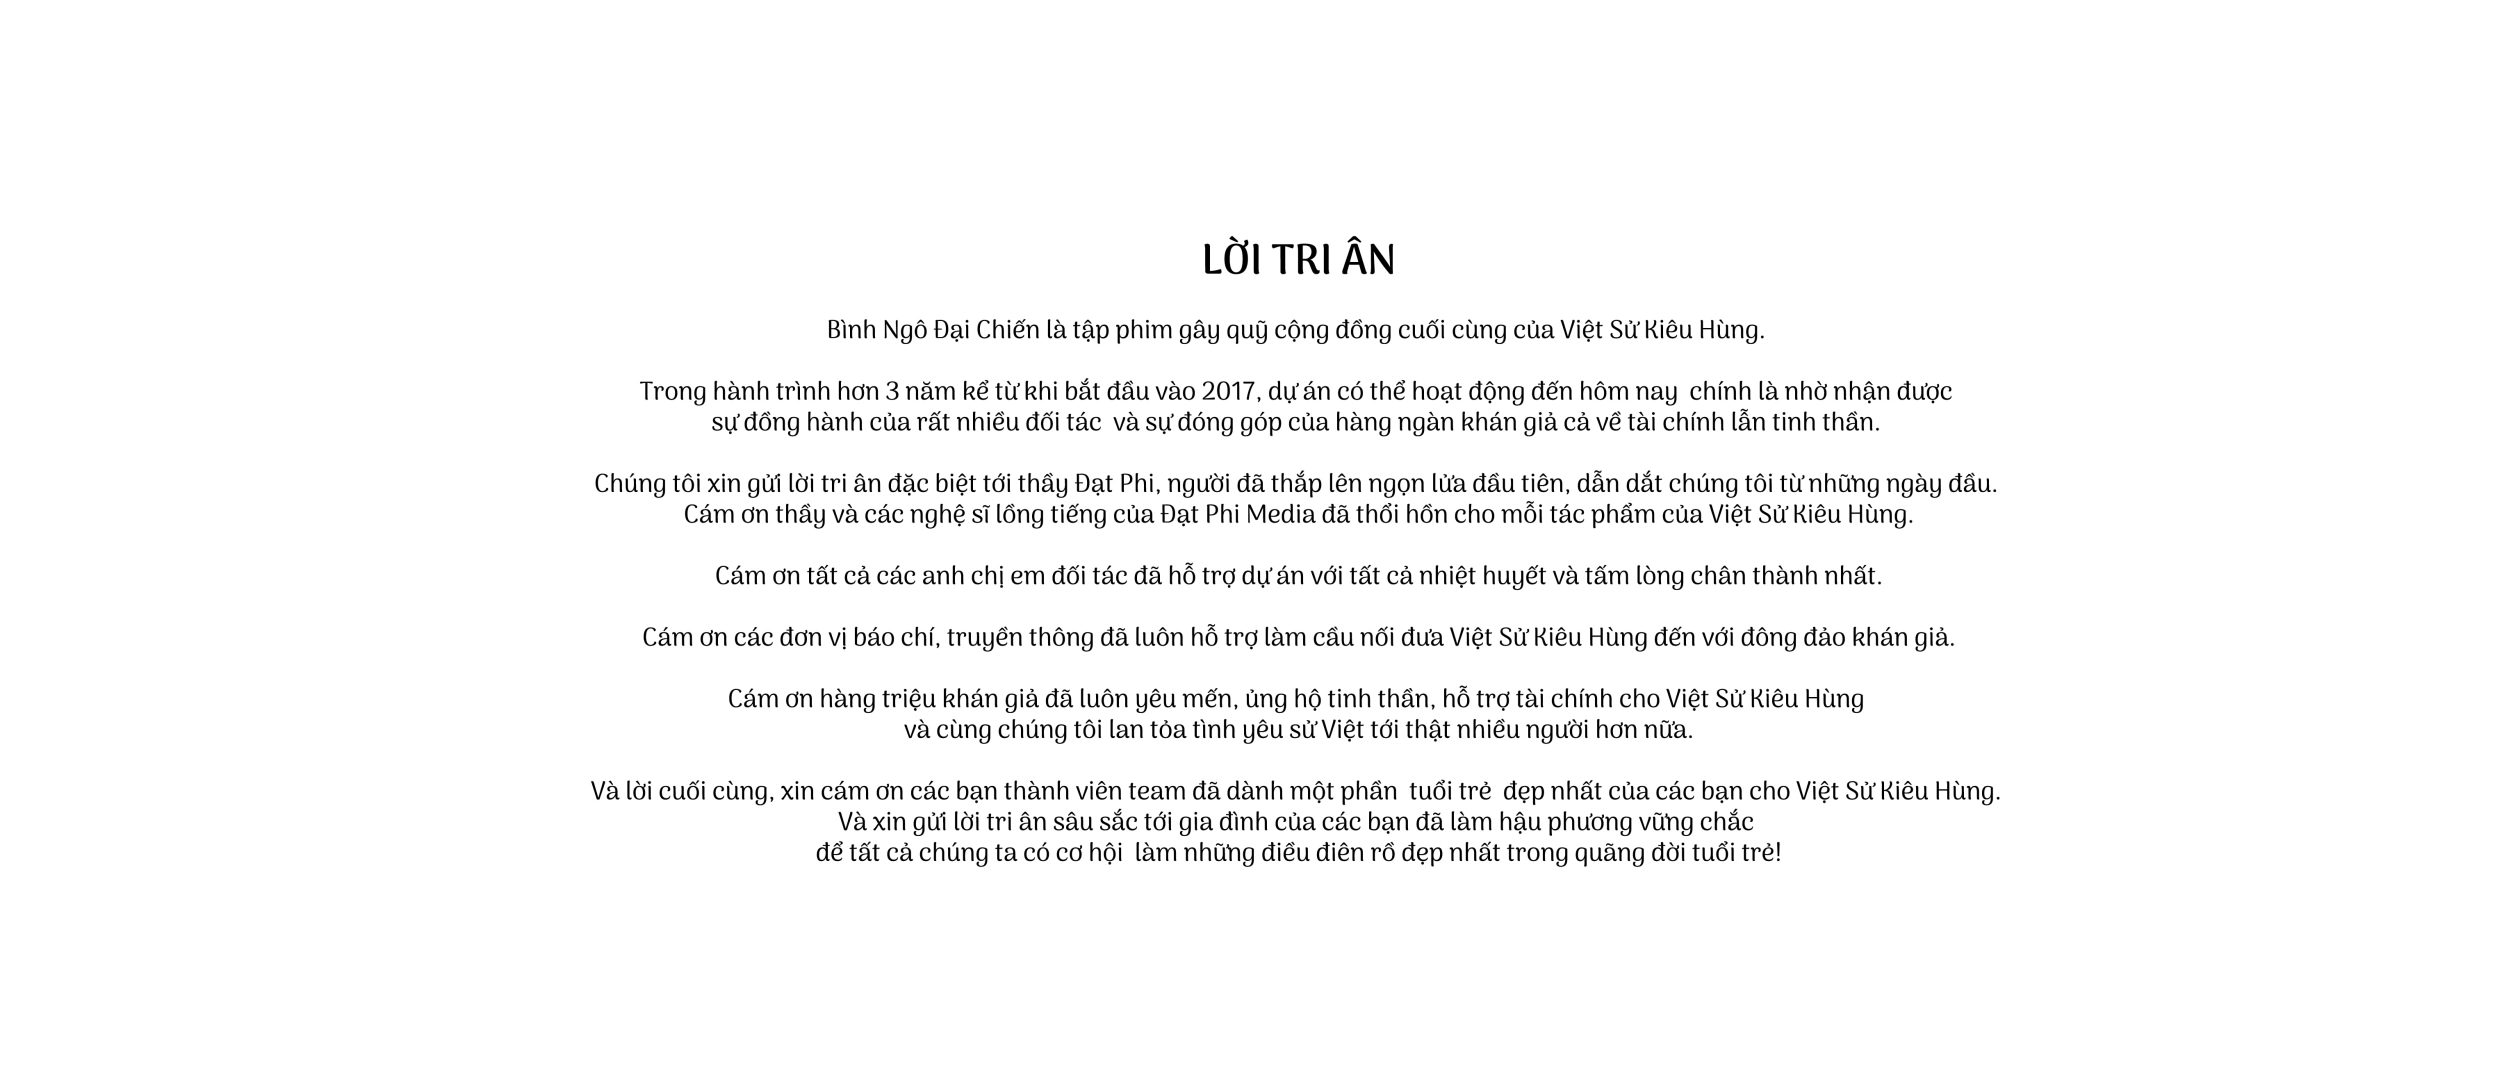 LỜI TRI ÂN
Bình Ngô Đại Chiến là tập phim gây quỹ cộng đồng cuối cùng của Việt Sử Kiêu Hùng.
Trong hành trình hơn 3 năm kể từ khi bắt đầu vào 2017, dự án có thể hoạt động đến hôm nay  chính là nhờ nhận được
sự đồng hành của rất nhiều đối tác  và sự đóng góp của hàng ngàn khán giả cả về tài chính lẫn tinh thần.
Chúng tôi xin gửi lời tri ân đặc biệt tới thầy Đạt Phi, người đã thắp lên ngọn lửa đầu tiên, dẫn dắt chúng tôi từ những ngày đầu.
Cám ơn thầy và các nghệ sĩ lồng tiếng của Đạt Phi Media đã thổi hồn cho mỗi tác phẩm của Việt Sử Kiêu Hùng.
Cám ơn tất cả các anh chị em đối tác đã hỗ trợ dự án với tất cả nhiệt huyết và tấm lòng chân thành nhất.
Cám ơn các đơn vị báo chí, truyền thông đã luôn hỗ trợ làm cầu nối đưa Việt Sử Kiêu Hùng đến với đông đảo khán giả.
Cám ơn hàng triệu khán giả đã luôn yêu mến, ủng hộ tinh thần, hỗ trợ tài chính cho Việt Sử Kiêu Hùng
và cùng chúng tôi lan tỏa tình yêu sử Việt tới thật nhiều người hơn nữa.
Và lời cuối cùng, xin cám ơn các bạn thành viên team đã dành một phần  tuổi trẻ  đẹp nhất của các bạn cho Việt Sử Kiêu Hùng.
Và xin gửi lời tri ân sâu sắc tới gia đình của các bạn đã làm hậu phương vững chắc
để tất cả chúng ta có cơ hội  làm những điều điên rồ đẹp nhất trong quãng đời tuổi trẻ!